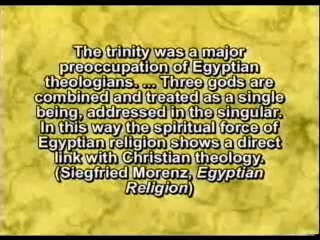 The trinity was a major
preoccupation of Egyptian
theologians. ... Three gods are
combined and treated as a single
being, addressed in the singular.
In this way the spiritual force of
Egyptian religion shows a direct
link with Christian theology.
(Siegfried Morenz, Egyptian
Religion)